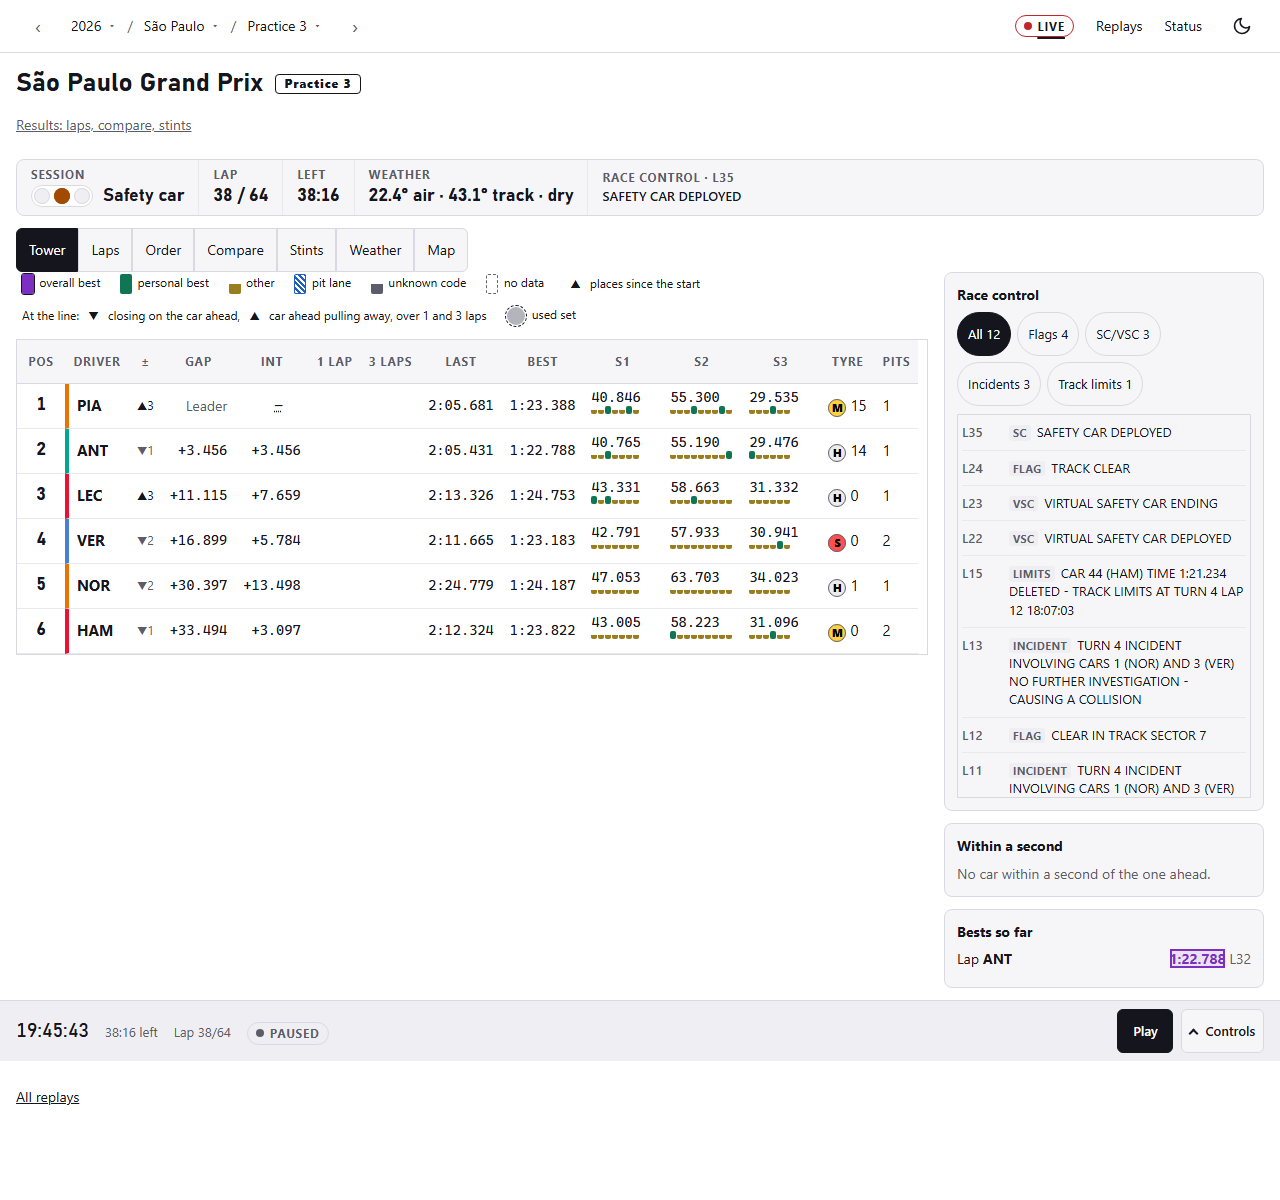 2026 / São Paulo / Practice 3
LIVE Replays Status
São Paulo Grand Prix Practice 3
Results: laps, compare, stints
SESSION LAP LEFT WEATHER RACE CONTROL · L35
Safety car 38 / 64 38:16 22.4° air · 43.1° track · dry SAFETY CAR DEPLOYED
Tower Laps Order Compare Stints Weather Map
overall best personal best other pit lane unknown code no data ▲ places since the start
At the line: ▼ closing on the car ahead, ▲ car ahead pulling away, over 1 and 3 laps used set
POS DRIVER ± GAP INT 1 LAP 3 LAPS LAST BEST S1 S2 S3 TYRE PITS
1 PIA ▲3 Leader – 2:05.681 1:23.388 40.846 55.300 29.535 M 15 1
2 ANT ▼1 +3.456 +3.456 2:05.431 1:22.788 40.765 55.190 29.476 H 14 1
3 LEC ▲3 +11.115 +7.659 2:13.326 1:24.753 43.331 58.663 31.332 H 0 1
4 VER ▼2 +16.899 +5.784 2:11.665 1:23.183 42.791 57.933 30.941 S 0 2
5 NOR ▼2 +30.397 +13.498 2:24.779 1:24.187 47.053 63.703 34.023 H 1 1
6 HAM ▼1 +33.494 +3.097 2:12.324 1:23.822 43.005 58.223 31.096 M 0 2
Race control
All 12 Flags 4 SC/VSC 3
Incidents 3 Track limits 1
L35 SC SAFETY CAR DEPLOYED
L24 FLAG TRACK CLEAR
L23 VSC VIRTUAL SAFETY CAR ENDING
L22 VSC VIRTUAL SAFETY CAR DEPLOYED
L15 LIMITS CAR 44 (HAM) TIME 1:21.234
DELETED - TRACK LIMITS AT TURN 4 LAP
12 18:07:03
L13 INCIDENT TURN 4 INCIDENT
INVOLVING CARS 1 (NOR) AND 3 (VER)
NO FURTHER INVESTIGATION -
CAUSING A COLLISION
L12 FLAG CLEAR IN TRACK SECTOR 7
L11 INCIDENT TURN 4 INCIDENT
INVOLVING CARS 1 (NOR) AND 3 (VER)
Within a second
No car within a second of the one ahead.
Bests so far
Lap ANT 1:22.788 L32
19:45:43 38:16 left Lap 38/64 PAUSED Play Controls
All replays